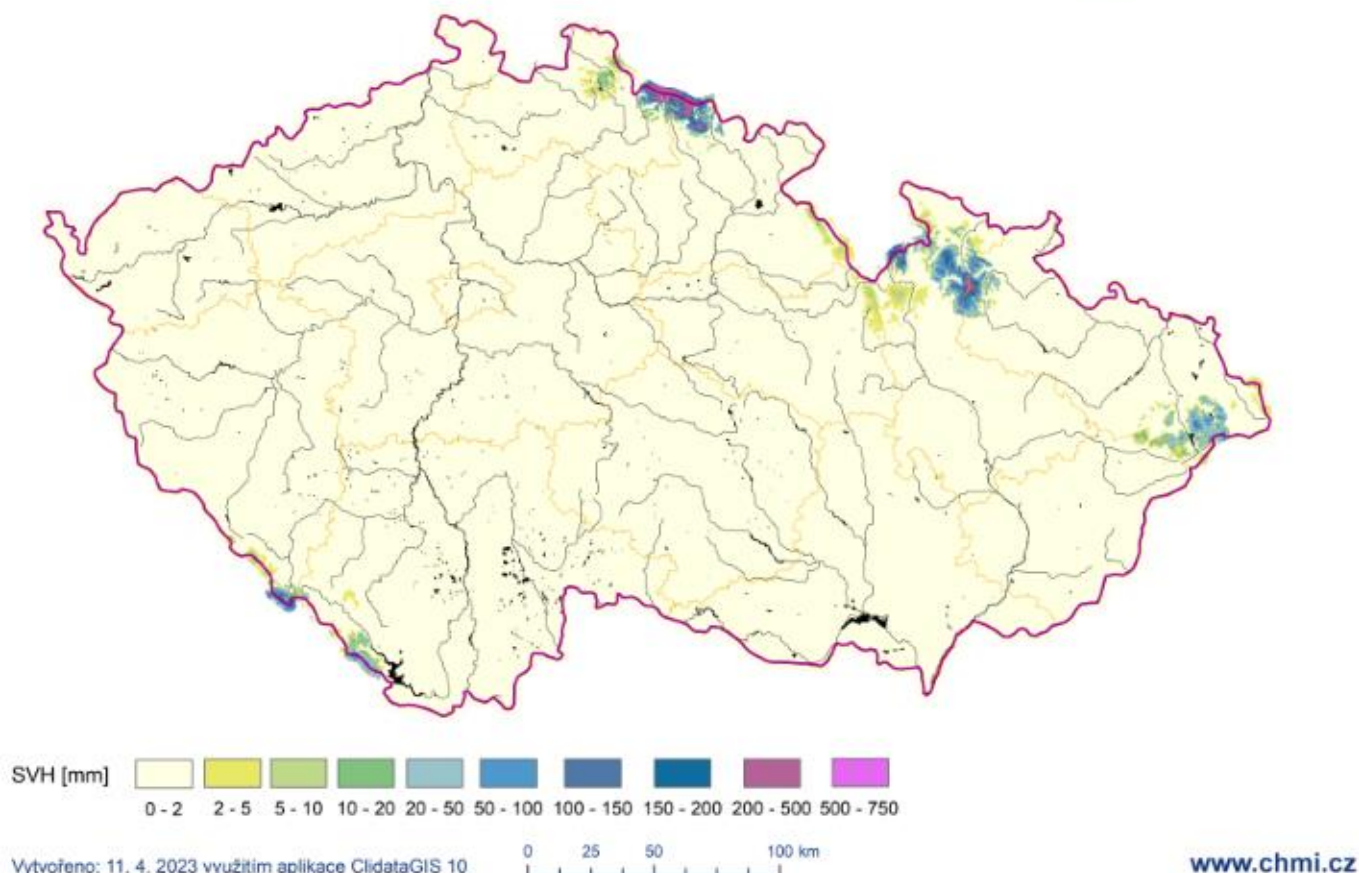 SVH [mm]
0 - 2 2 - 5 5 - 10 10 - 20 20 - 50 50 - 100 100 - 150 150 - 200 200 - 500 500 - 750
Vytvořeno: 11. 4. 2023 využitím aplikace ClidataGIS 10
0 25 50 100 km
www.chmi.cz